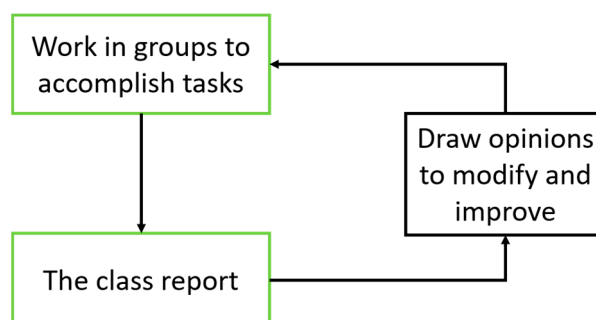 Work in groups to
accomplish tasks
Draw opinions
to modify and
improve
The class report